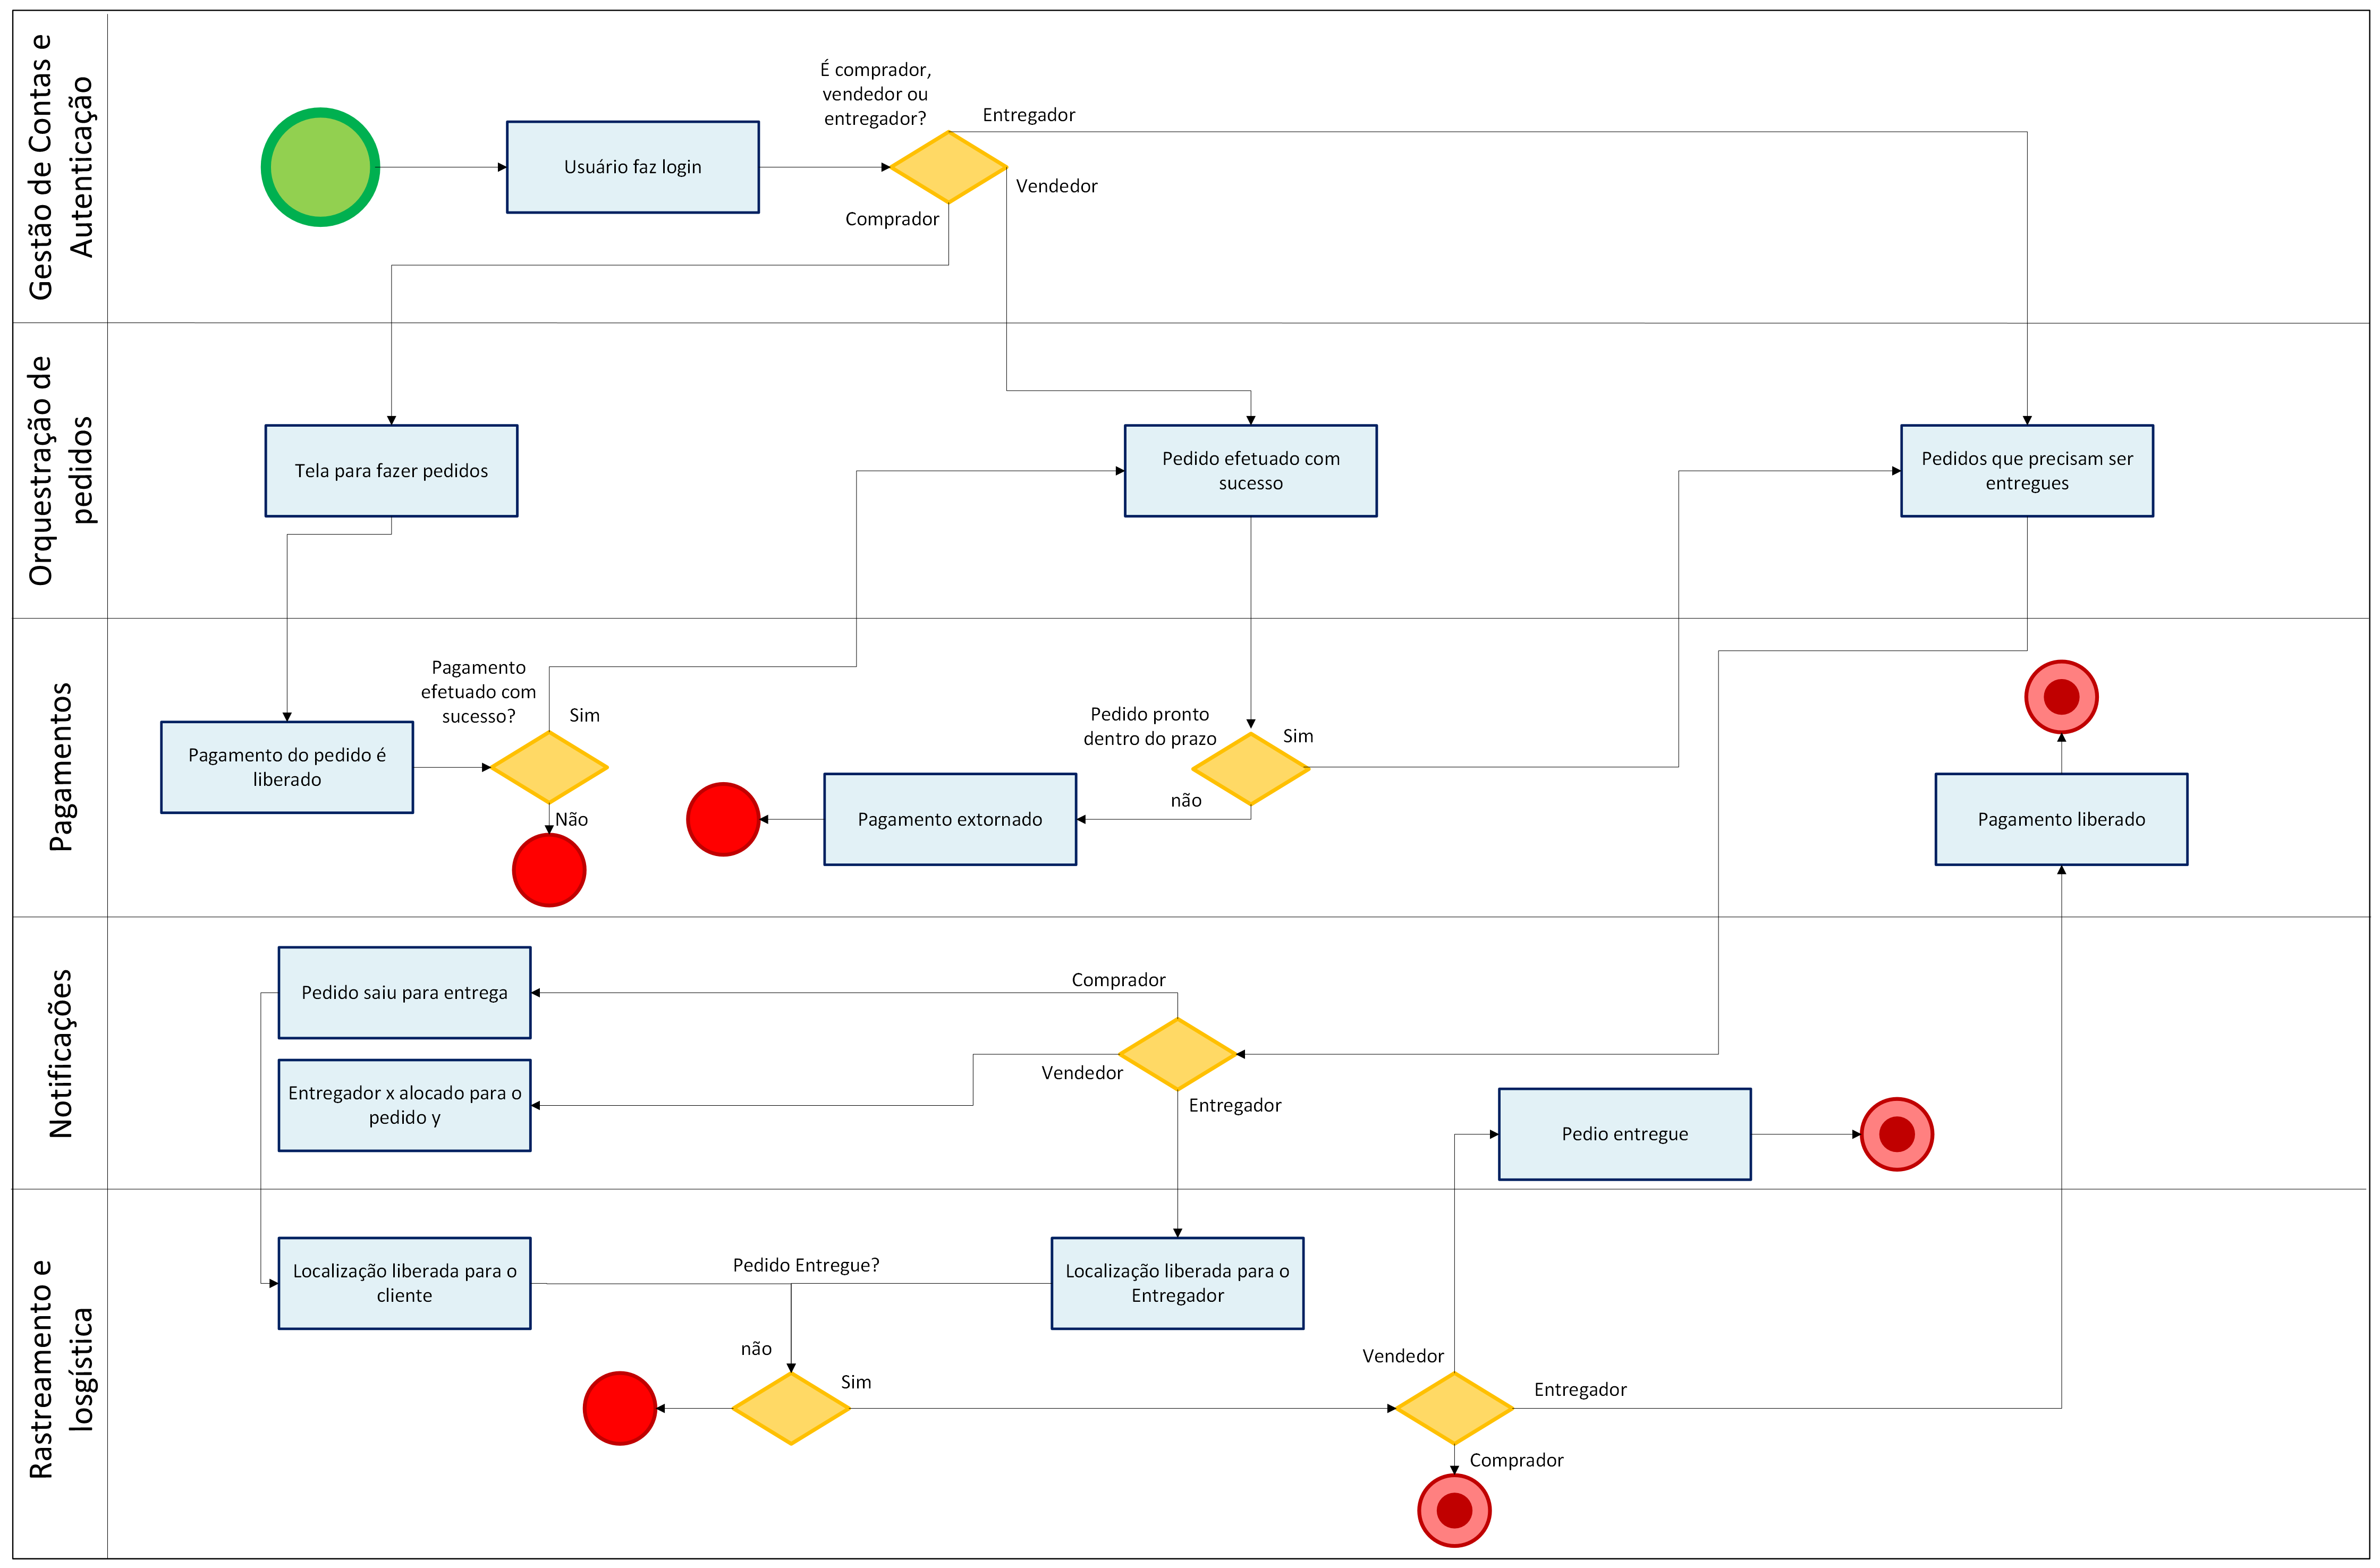 Gestão de Contas e
Autenticação
É comprador,
vendedor ou
entregador?
Entregador
Usuário faz login
Vendedor
Comprador
Orquestração de
pedidos
Tela para fazer pedidos
Pedido efetuado com
sucesso
Pedidos que precisam ser
entregues
Pagamentos
Pagamento
efetuado com
sucesso?
Sim
Pagamento do pedido é
liberado
Não
Pedido pronto
dentro do prazo
Sim
não
Pagamento extornado
Pagamento liberado
Notificações
Pedido saiu para entrega
Comprador
Vendedor
Entregador x alocado para o
pedido y
Entregador
Pedio entregue
Rastreamento e
losgística
Localização liberada para o
cliente
Pedido Entregue?
Localização liberada para o
Entregador
não
Sim
Vendedor
Entregador
Comprador